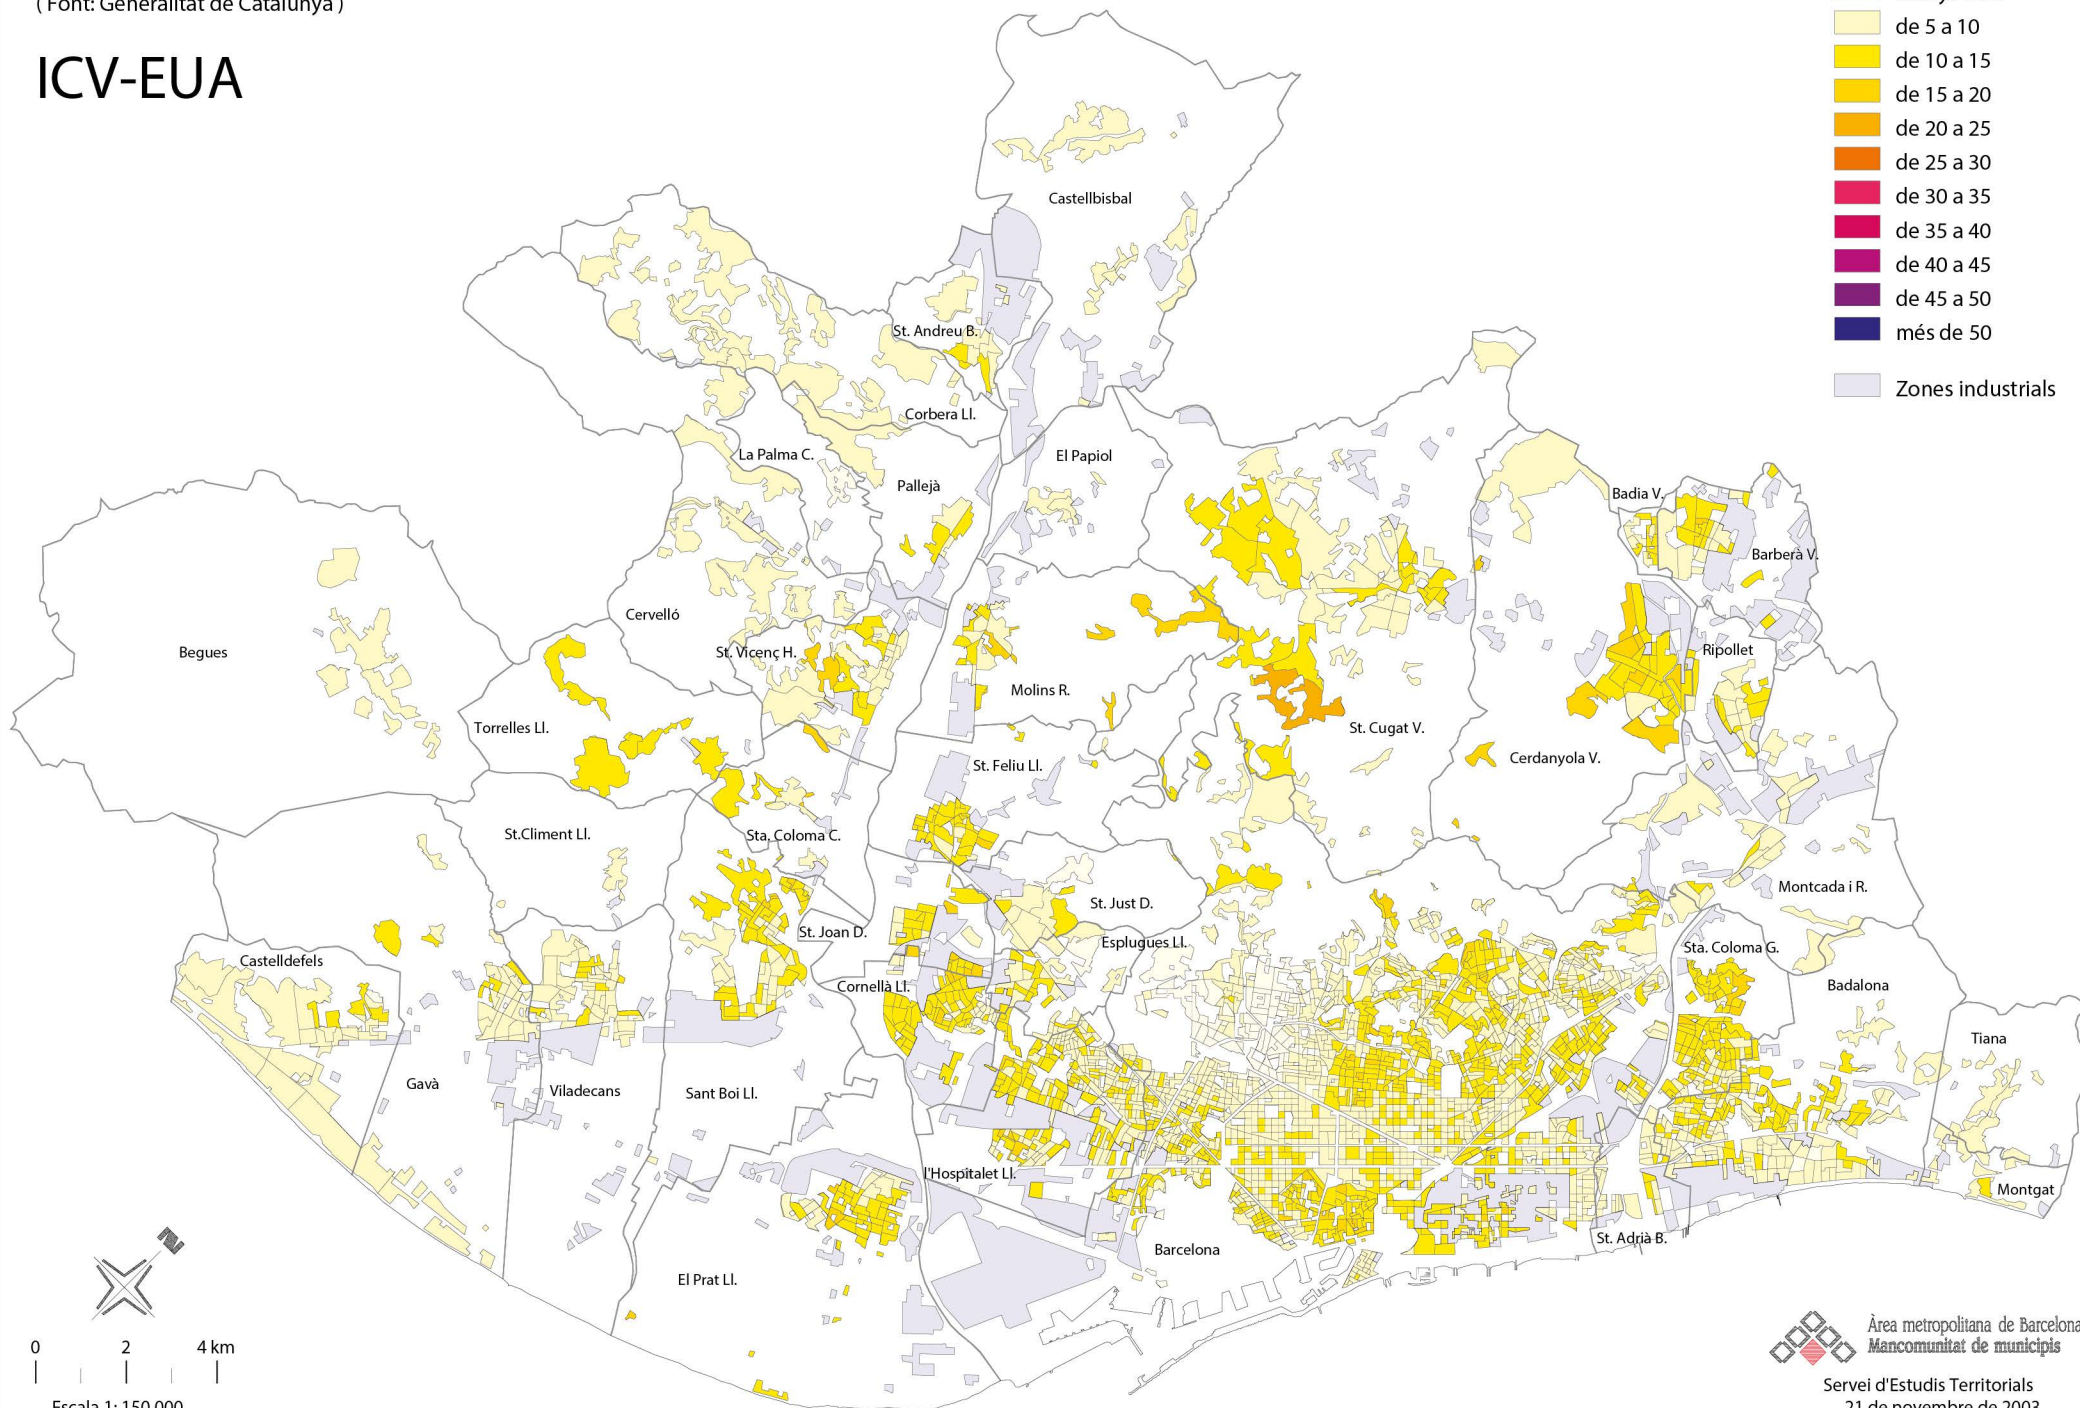 ( Font: Generalitat de Catalunya )
ICV-EUA
de 5 a 10
de 10 a 15
de 15 a 20
de 20 a 25
de 25 a 30
de 30 a 35
de 35 a 40
de 40 a 45
de 45 a 50
més de 50
Zones industrials
Castellbisbal
St. Andreu B.
Corbera Ll.
La Palma C.
El Papiol
Pallejà
Badia V.
Barberà V.
Cervelló
Begues
St. Vicenç H.
Ripollet
Molins R.
Torrelles Ll.
St. Cugat V.
Cerdanyola V.
St. Feliu Ll.
St.Climent Ll.
Sta. Coloma C.
Montcada i R.
St. Just D.
St. Joan D.
Esplugues Ll.
Sta. Coloma G.
Castelldefels
Cornellà Ll.
Badalona
Tiana
Gavà
Viladecans
Sant Boi Ll.
l'Hospitalet Ll.
Montgat
St. Adrià B.
Barcelona
El Prat Ll.
N
0 2 4 km
Escala 1: 150.000
Àrea metropolitana de Barcelona
Mancomunitat de municipis
Servei d'Estudis Territorials
21 de novembre de 2003